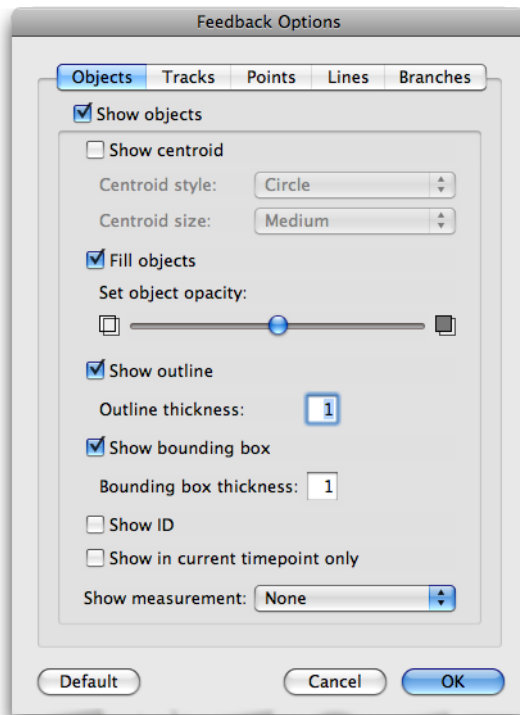 Feedback Options
Objects Tracks Points Lines Branches
Show objects
Show centroid
Centroid style: Circle
Centroid size: Medium
Fill objects
Set object opacity:
Show outline
Outline thickness: 1
Show bounding box
Bounding box thickness: 1
Show ID
Show in current timepoint only
Show measurement: None
Default Cancel OK